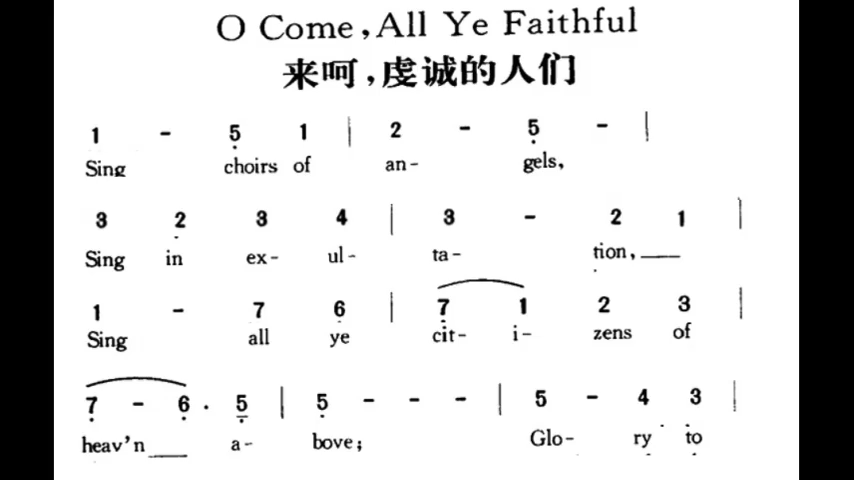 O Come, All Ye Faithful
来呵，虔诚的人们
1 - 5 1 | 2 - 5 - |
Sing choirs of an- gels,
3 2 3 4 | 3 - 2 1 |
Sing in ex- ul- ta- tion, ___
1 - 7 6 | 7 1 2 3 |
Sing all ye cit- i- zens of
7 - 6 · 5 | 5 - - - | 5 - 4 3 |
heav'n ___ a- bove; Glo- ry to